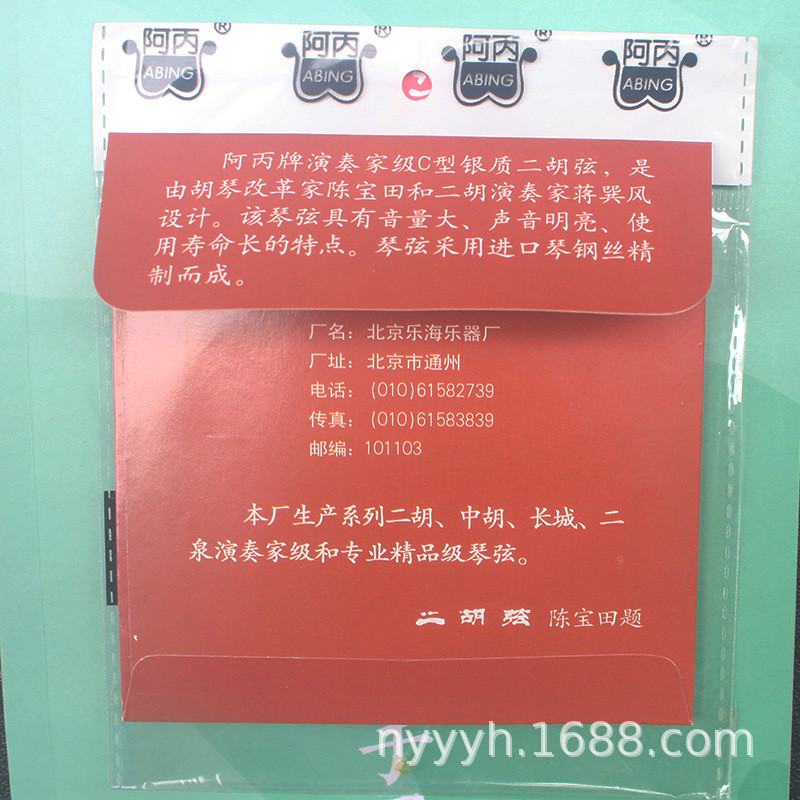 阿丙® 阿丙® 阿丙® 阿丙®
ABING ABING ABING ABING
阿丙牌演奏家级C型银质二胡弦，是
由胡琴改革家陈宝田和二胡演奏家蒋巽风
设计。该琴弦具有音量大、声音明亮、使
用寿命长的特点。琴弦采用进口琴钢丝精
制而成。
厂名：北京乐海乐器厂
厂址：北京市通州
电话：(010)61582739
传真：(010)61583839
邮编：101103
本厂生产系列二胡、中胡、长城、二
泉演奏家级和专业精品级琴弦。
二胡弦 陈宝田题
nyyyh.1688.com